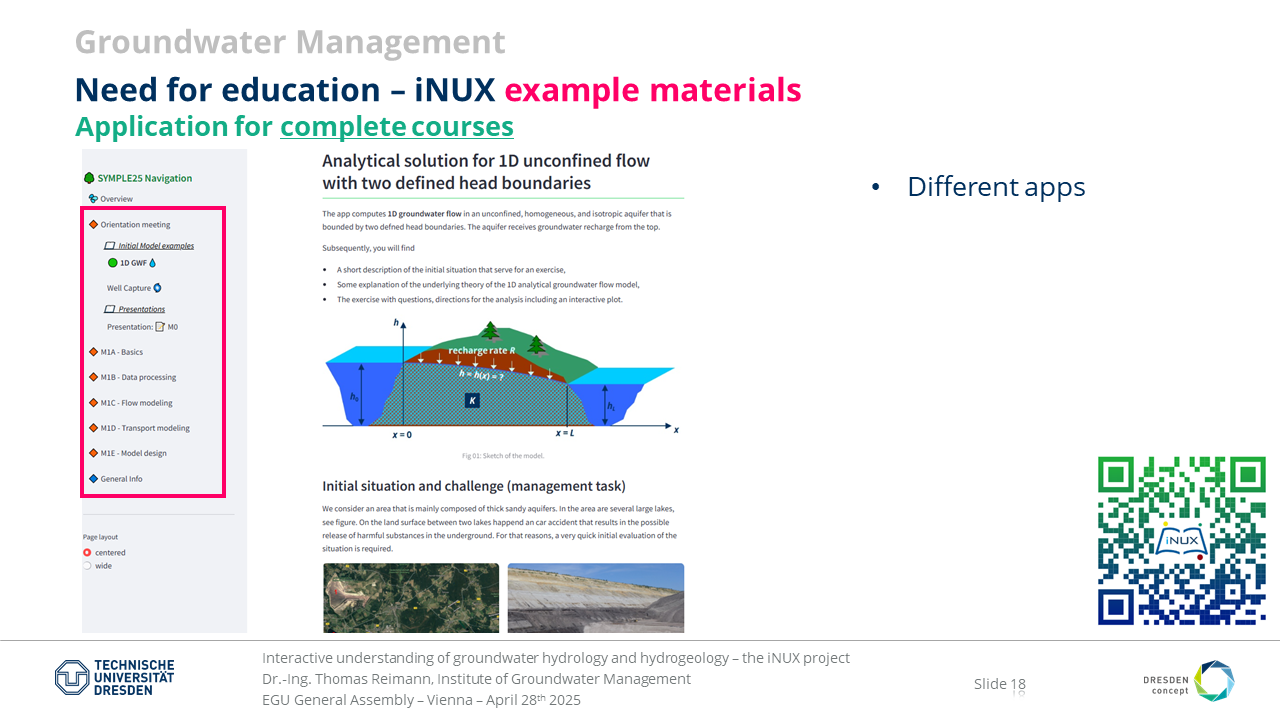 Groundwater Management
Need for education – iNUX example materials
Application for complete courses
SYMPLE25 Navigation
Overview
Orientation meeting
Initial Model examples
1D GWF
Well Capture
Presentations
Presentation: M0
M1A - Basics
M1B - Data processing
M1C - Flow modeling
M1D - Transport modeling
M1E - Model design
General Info
Page layout
centered
wide
Analytical solution for 1D unconfined flow
with two defined head boundaries
The app computes 1D groundwater flow in an unconfined, homogeneous, and isotropic aquifer that is
bounded by two defned head boundaries. The aquifer receives groundwater recharge from the top.
Subsequently, you will find
• A short description of the initial situation that serve for an exercise,
• Some explanation of the underlying theory of the 1D analytical groundwater flow model,
• The exercise with questions, directions for the analysis including an interactive plot.
h
recharge rate R
h = h(x) = ?
h₀
K
hL
x
x = 0
x = L
Fig 01: Sketch of the model.
Initial situation and challenge (management task)
We consider an area that is mainly composed of thick sandy aquifers. In the area are several large lakes,
see figure. On the land surface between two lakes happend an car accident that results in the possible
release of harmful substances in the underground. For that reasons, a very quick initial evaluation of the
situation is required.
• Different apps
iNUX
TECHNISCHE
UNIVERSITÄT
DRESDEN
Interactive understanding of groundwater hydrology and hydrogeology – the iNUX project
Dr.-Ing. Thomas Reimann, Institute of Groundwater Management
EGU General Assembly – Vienna – April 28th 2025
Slide 18
DRESDEN
concept